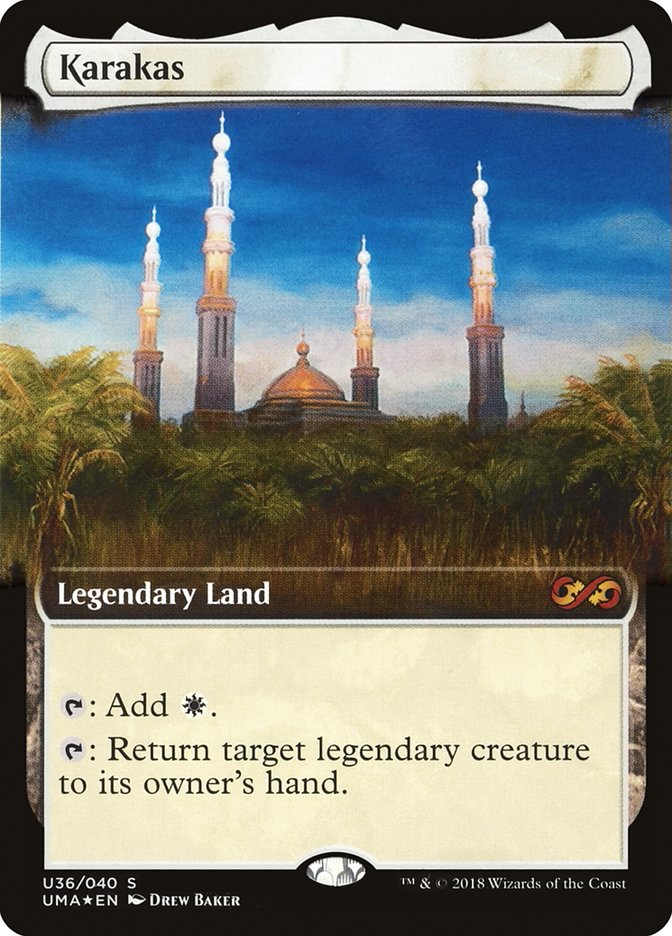 Karakas
Legendary Land
: Add .
: Return target legendary creature
to its owner's hand.
U36/040 S
UMA★EN Drew Baker
™ & © 2018 Wizards of the Coast